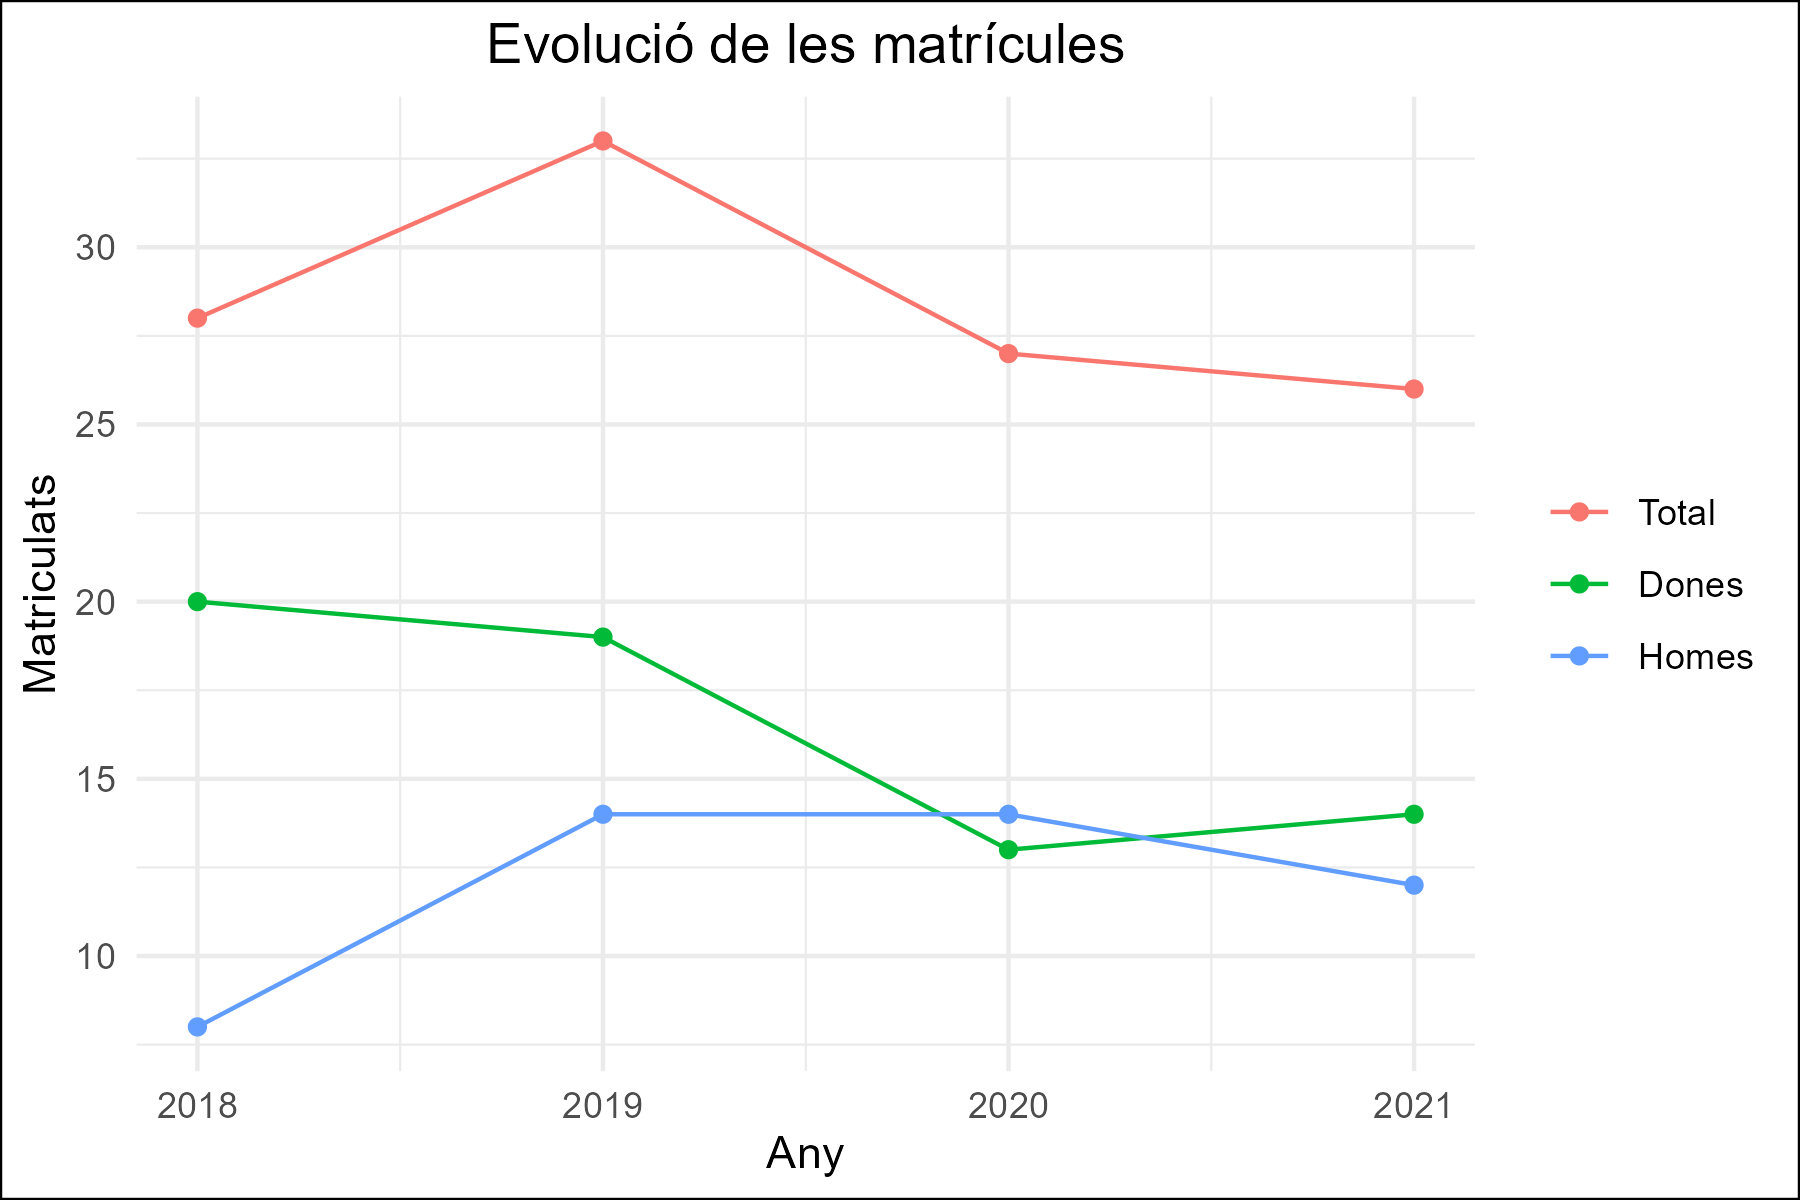 Evolució de les matrícules
Matriculats
30
25
20
15
10
2018 2019 2020 2021
Any
Total
Dones
Homes